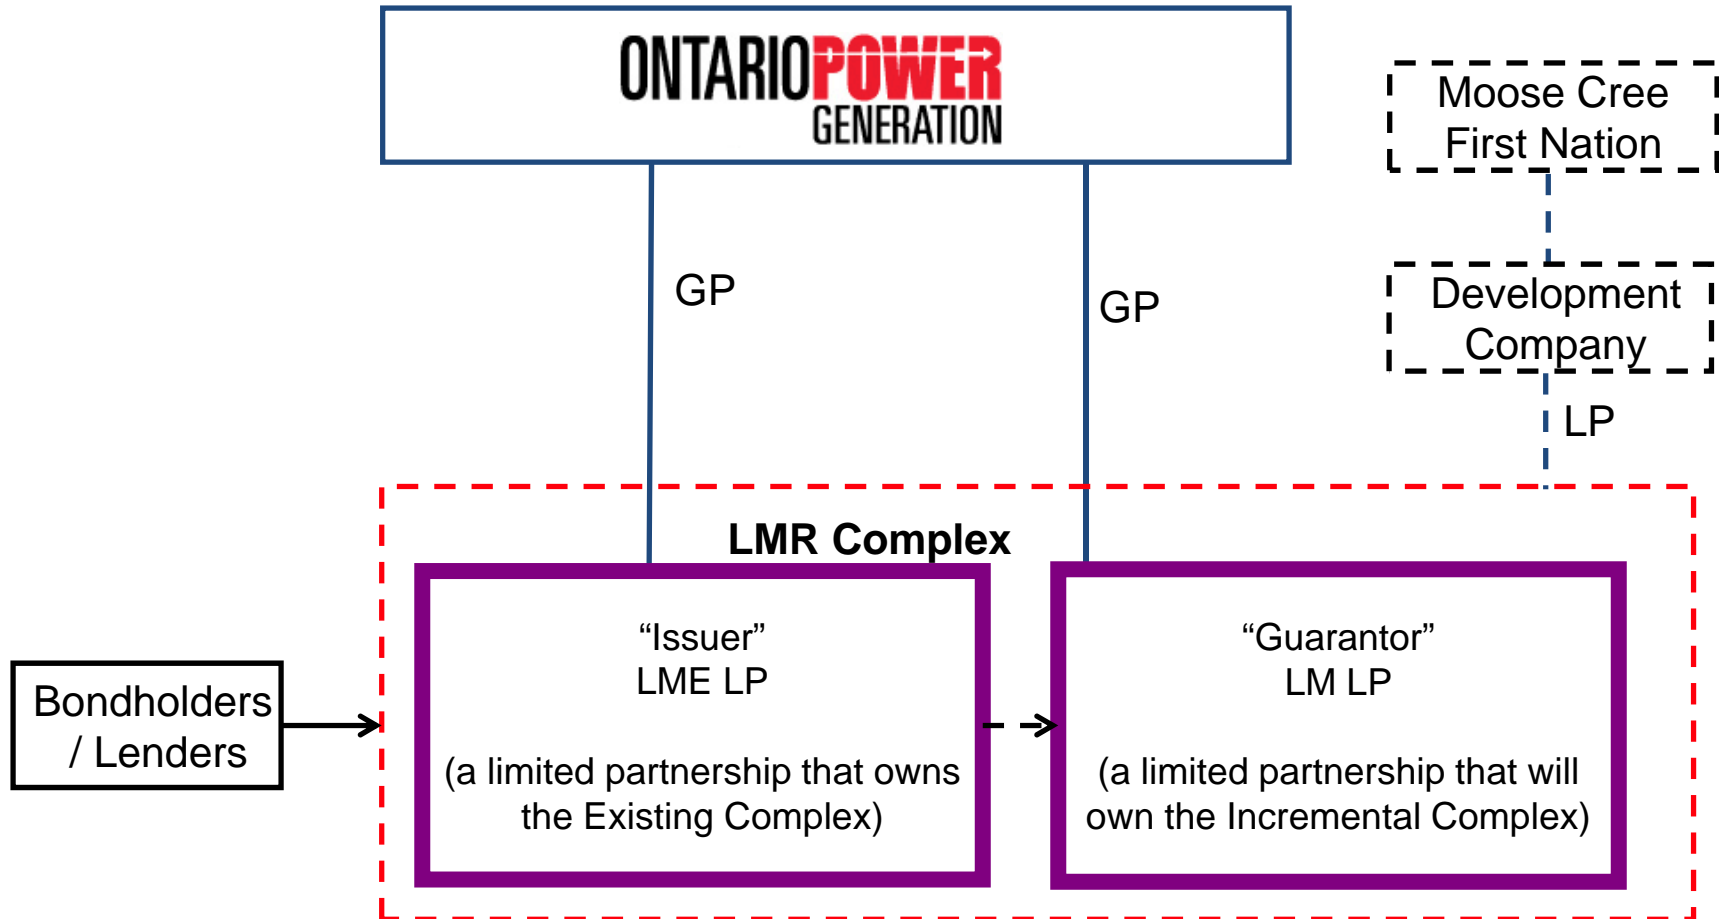 ONTARIOPOWER
GENERATION
Moose Cree
First Nation
GP
GP
Development
Company
LP
LMR Complex
“Issuer”
LME LP
(a limited partnership that owns
the Existing Complex)
“Guarantor”
LM LP
(a limited partnership that will
own the Incremental Complex)
Bondholders
/ Lenders